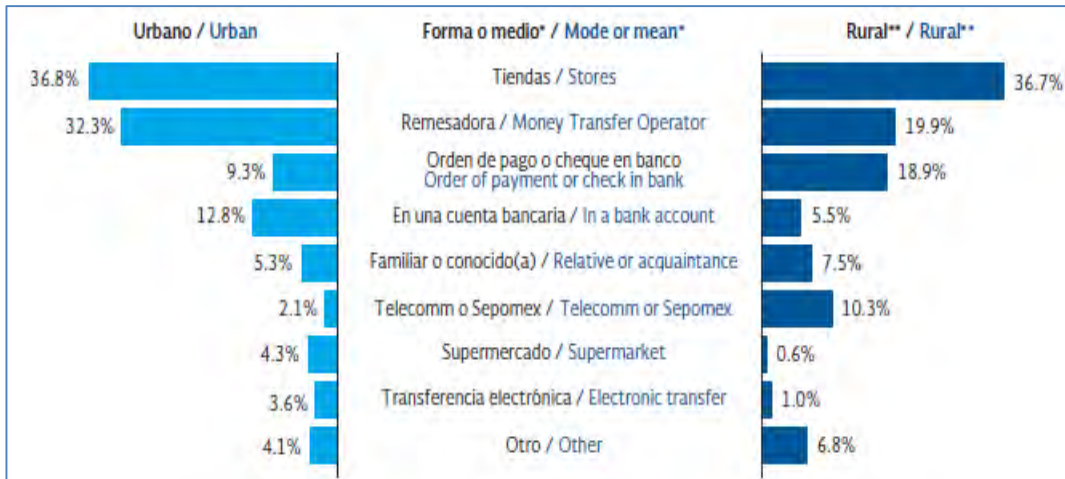 Urbano / Urban Forma o medio* / Mode or mean* Rural** / Rural**
36.8% Tiendas / Stores 36.7%
32.3% Remesadora / Money Transfer Operator 19.9%
Orden de pago o cheque en banco
9.3% Order of payment or check in bank 18.9%
12.8% En una cuenta bancaria / In a bank account 5.5%
5.3% Familiar o conocido(a) / Relative or acquaintance 7.5%
2.1% Telecomm o Sepomex / Telecomm or Sepomex 10.3%
4.3% Supermercado / Supermarket 0.6%
3.6% Transferencia electrónica / Electronic transfer 1.0%
4.1% Otro / Other 6.8%